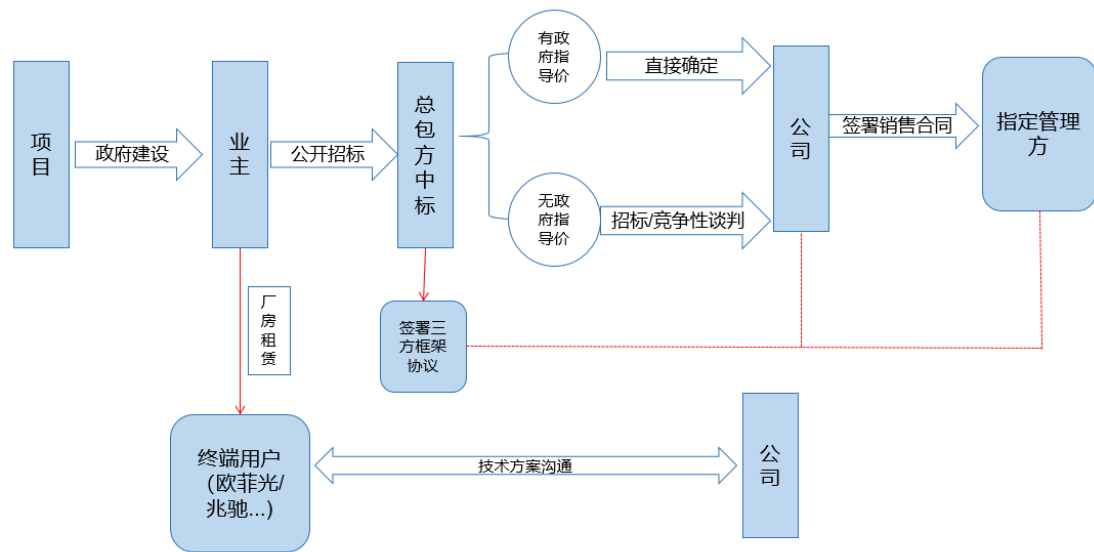 项
目
政府建设
业
主
公开招标
总
包
方
中
标
有政
府指
导价
直接确定
无政
府指
导价
招标/竞争性谈判
公
司
签署销售合同
指定管理
方
厂
房
租
赁
签署三
方框架
协议
终端用户
（欧菲光/
兆驰...）
技术方案沟通
公
司